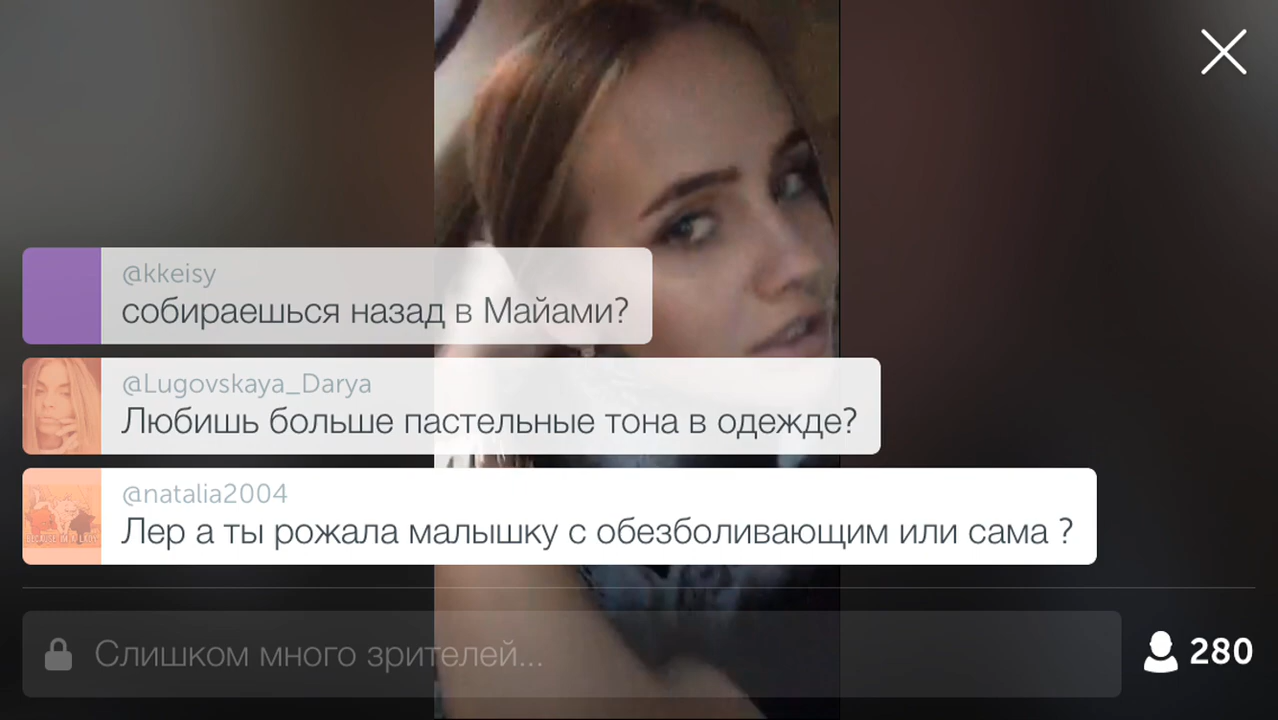 @kkeisy
собираешься назад в Майами?
@Lugovskaya_Darya
Любишь больше пастельные тона в одежде?
@natalia2004
Лер а ты рожала малышку с обезболивающим или сама ?
Слишком много зрителей...
280